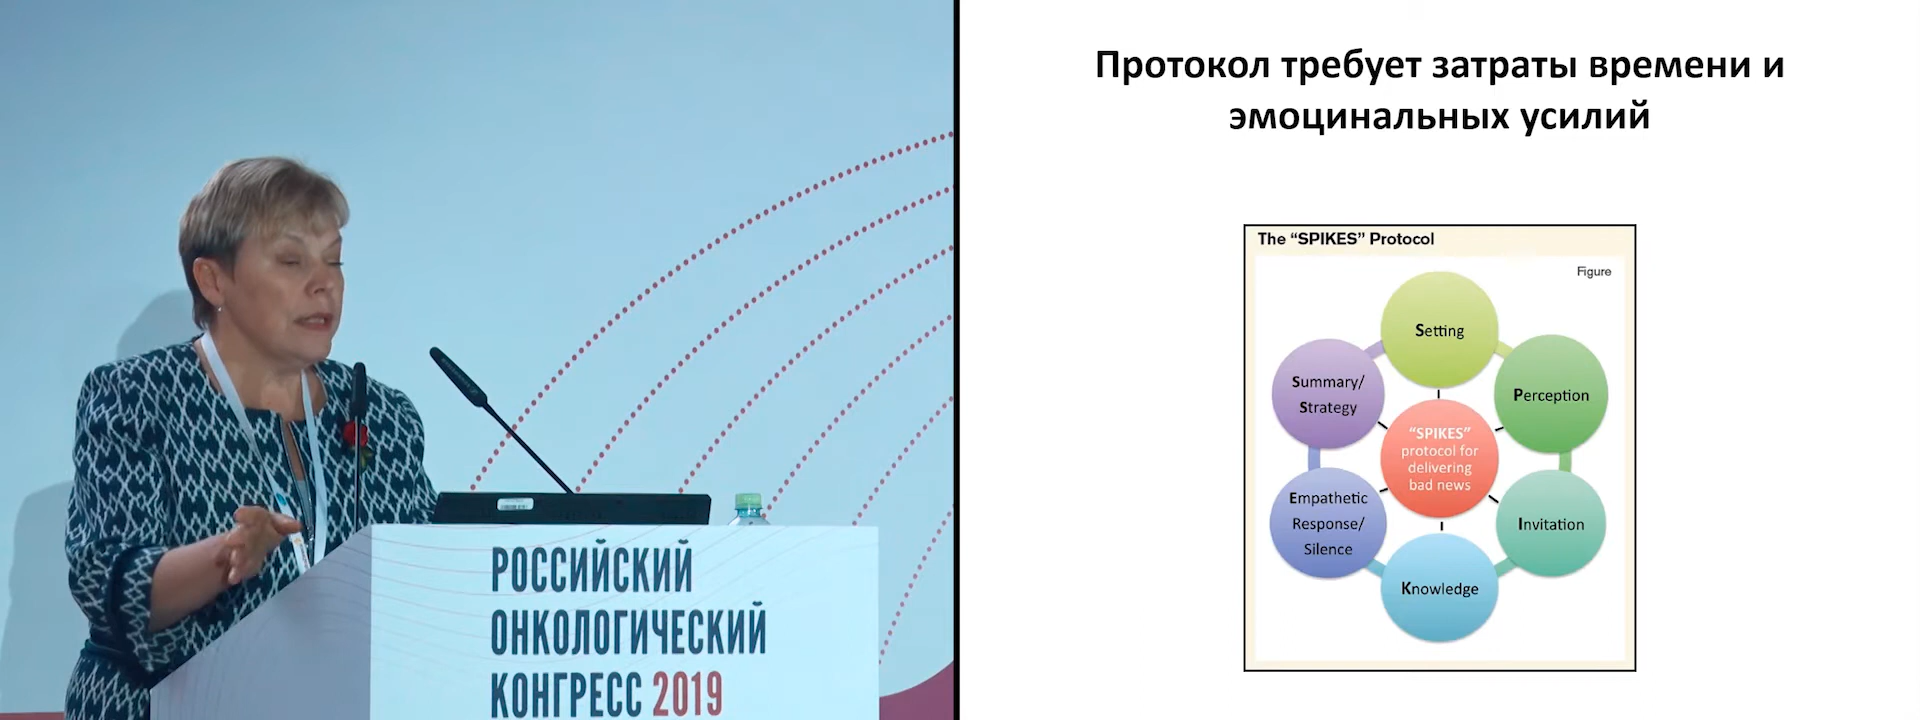 РОССИЙСКИЙ
ОНКОЛОГИЧЕСКИЙ
КОНГРЕСС 2019
Протокол требует затраты времени и
эмоцинальных усилий
The “SPIKES” Protocol
Figure
Setting
Perception
Invitation
Knowledge
Empathetic
Response/
Silence
Summary/
Strategy
“SPIKES”
protocol for
delivering
bad news